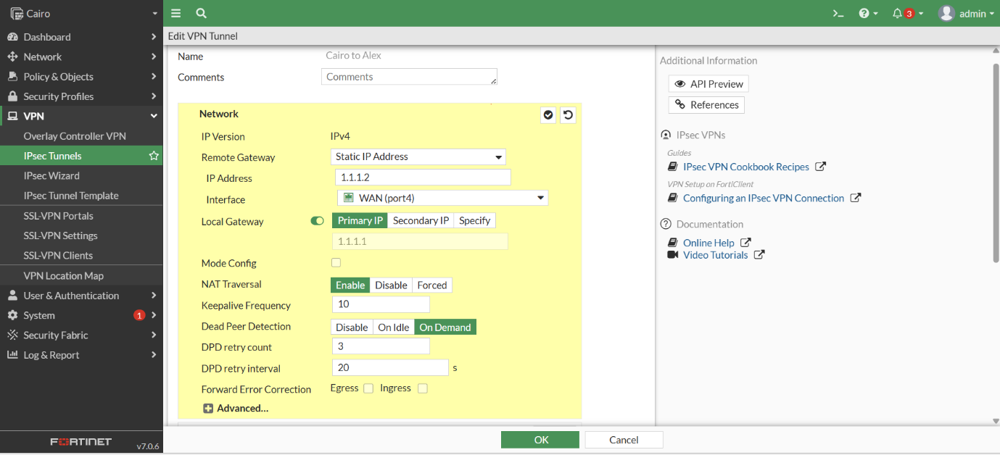 Cairo
admin
3
Dashboard
Network
Policy & Objects
Security Profiles
VPN
Overlay Controller VPN
IPsec Tunnels
IPsec Wizard
IPsec Tunnel Template
SSL-VPN Portals
SSL-VPN Settings
SSL-VPN Clients
VPN Location Map
User & Authentication
System 1
Security Fabric
Log & Report
FORTINET v7.0.6
Edit VPN Tunnel
Name Cairo to Alex
Comments Comments
Network
IP Version IPv4
Remote Gateway Static IP Address
IP Address 1.1.1.2
Interface WAN (port4)
Local Gateway Primary IP Secondary IP Specify
1.1.1.1
Mode Config
NAT Traversal Enable Disable Forced
Keepalive Frequency 10
Dead Peer Detection Disable On Idle On Demand
DPD retry count 3
DPD retry interval 20 s
Forward Error Correction Egress Ingress
Advanced...
OK Cancel
Additional Information
API Preview
References
IPsec VPNs
Guides
IPsec VPN Cookbook Recipes
VPN Setup on FortiClient
Configuring an IPsec VPN Connection
Documentation
Online Help
Video Tutorials